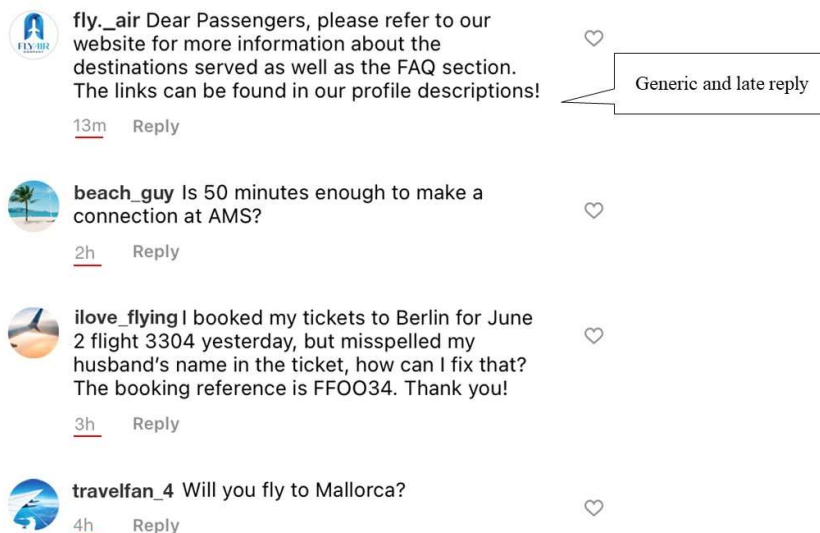 fly._air Dear Passengers, please refer to our
website for more information about the
destinations served as well as the FAQ section.
The links can be found in our profile descriptions!
13m Reply
Generic and late reply
FLY AIR
COMPANY
beach_guy Is 50 minutes enough to make a
connection at AMS?
2h Reply
ilove_flying I booked my tickets to Berlin for June
2 flight 3304 yesterday, but misspelled my
husband's name in the ticket, how can I fix that?
The booking reference is FFOO34. Thank you!
3h Reply
travelfan_4 Will you fly to Mallorca?
4h Reply